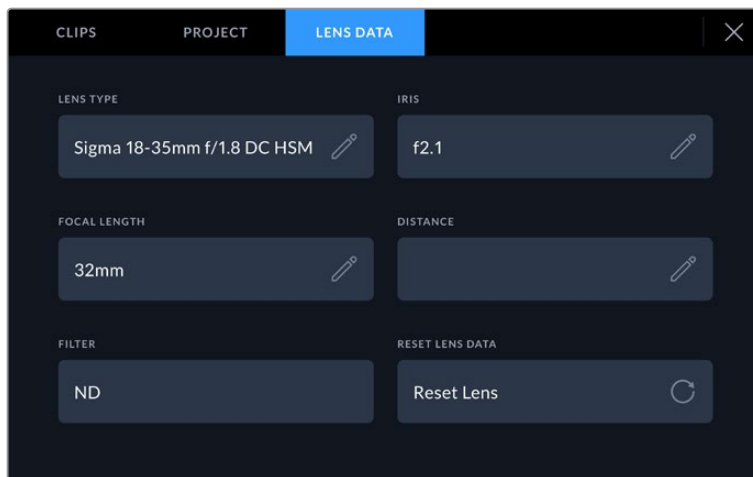 CLIPS PROJECT LENS DATA
LENS TYPE IRIS
Sigma 18-35mm f/1.8 DC HSM f2.1
FOCAL LENGTH DISTANCE
32mm
FILTER RESET LENS DATA
ND Reset Lens